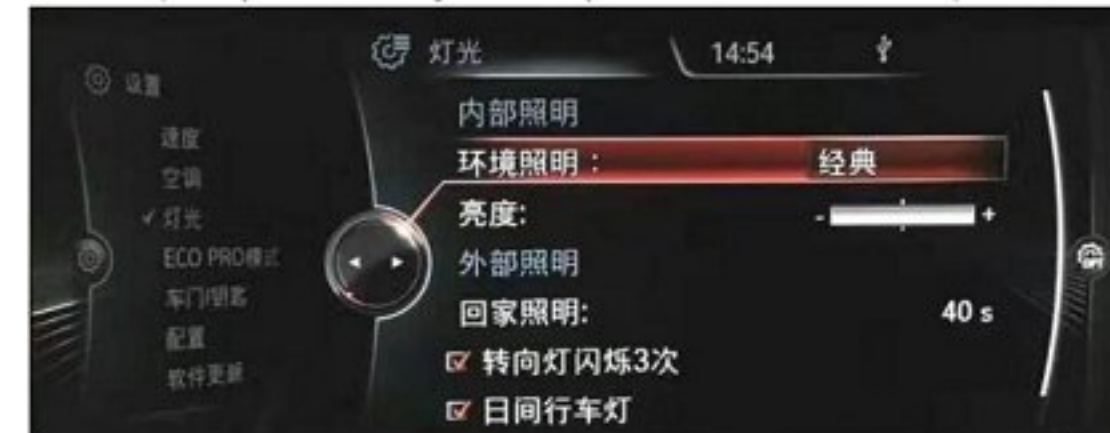 灯光 14:54
设置
速度
空调
灯光
ECO PRO模式
车门/钥匙
配置
软件更新
内部照明
环境照明: 经典
亮度: - +
外部照明
回家照明: 40 s
转向灯闪烁3次
日间行车灯